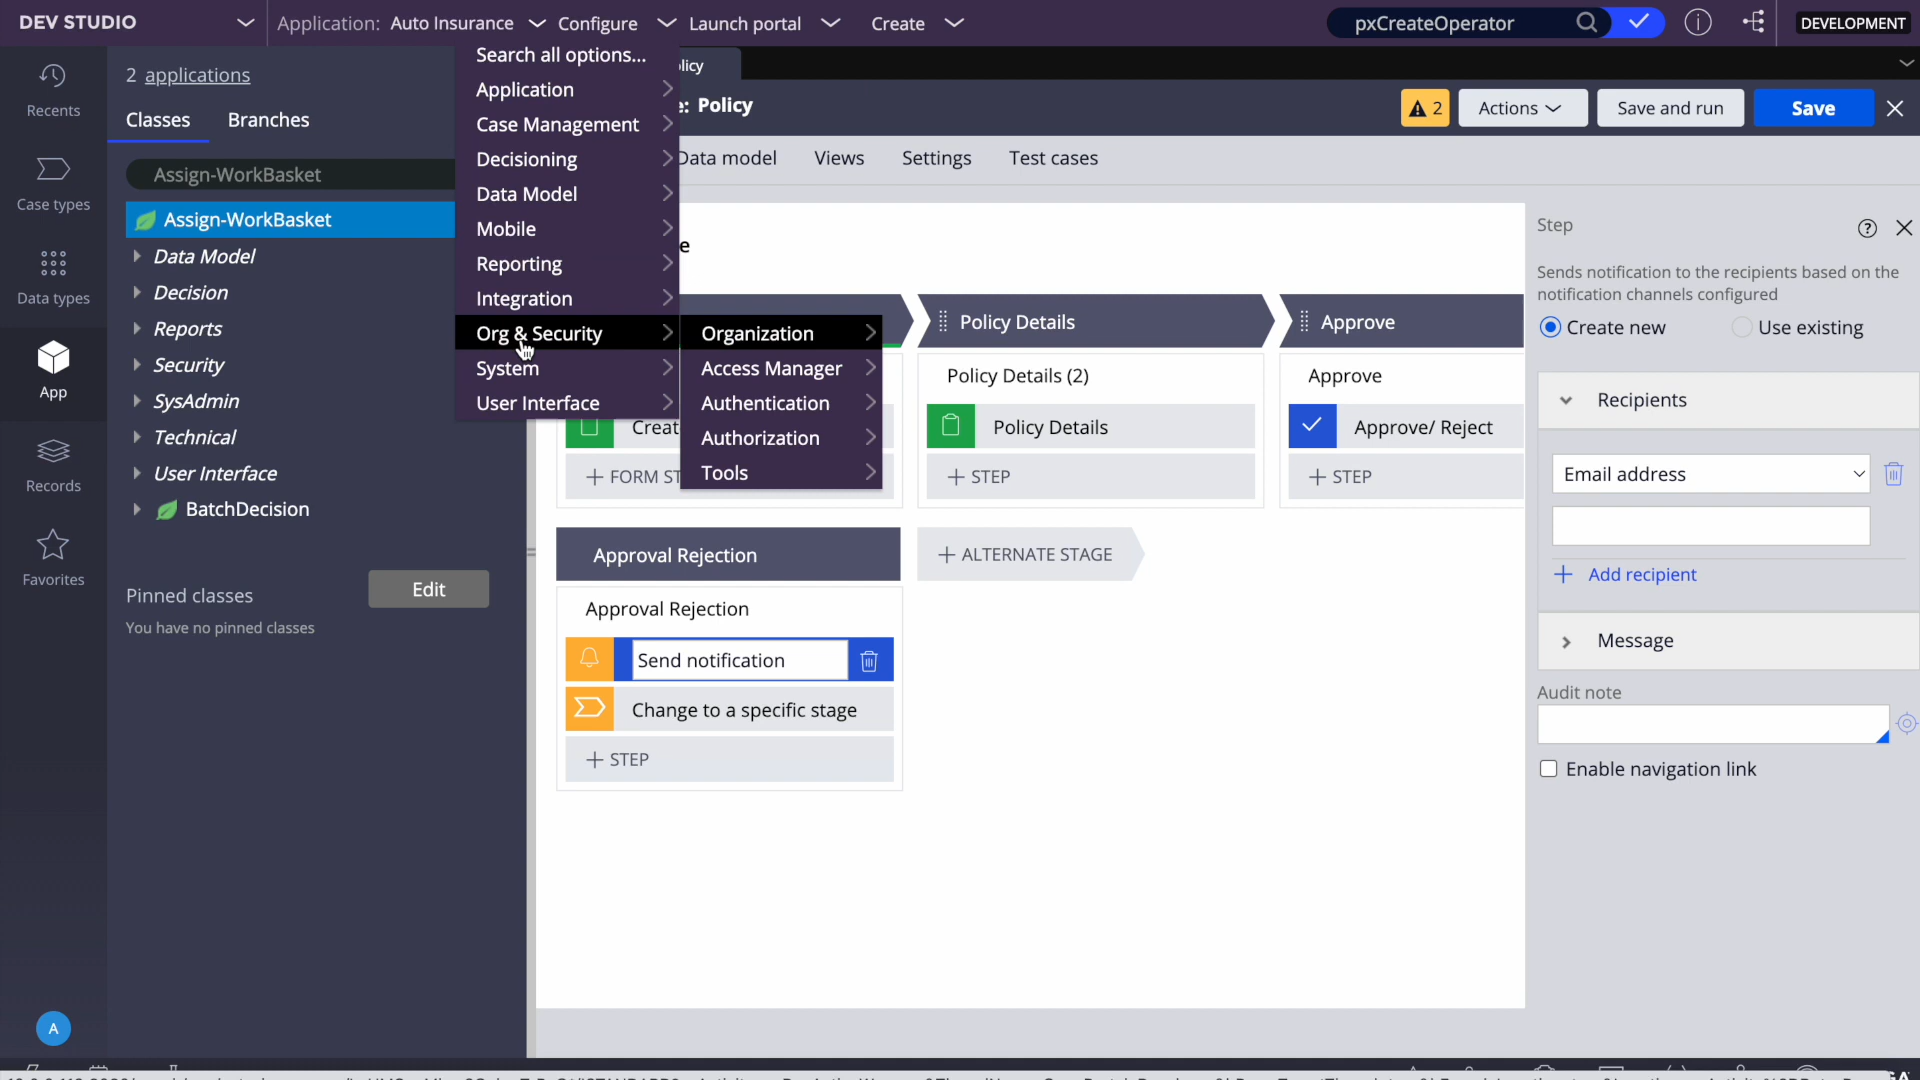 DEV STUDIO
Application: Auto Insurance
Configure
Launch portal
Create
pxCreateOperator
DEVELOPMENT
Recents
Case types
Data types
App
Records
Favorites
A
2 applications
Classes
Branches
Assign-WorkBasket
Assign-WorkBasket
Data Model
Decision
Reports
Security
SysAdmin
Technical
User Interface
BatchDecision
Pinned classes
Edit
You have no pinned classes
Search all options...
Application
Case Management
Decisioning
Data Model
Mobile
Reporting
Integration
Org & Security
System
User Interface
Organization
Access Manager
Authentication
Authorization
Tools
licy
e: Policy
2
Actions
Save and run
Save
Data model
Views
Settings
Test cases
e
Policy Details
Approve
Policy Details (2)
Approve
Creat
Policy Details
Approve/ Reject
+ FORM ST
+ STEP
+ STEP
Approval Rejection
+ ALTERNATE STAGE
Approval Rejection
Send notification
Change to a specific stage
+ STEP
Step
Sends notification to the recipients based on the
notification channels configured
Create new
Use existing
Recipients
Email address
+ Add recipient
Message
Audit note
Enable navigation link